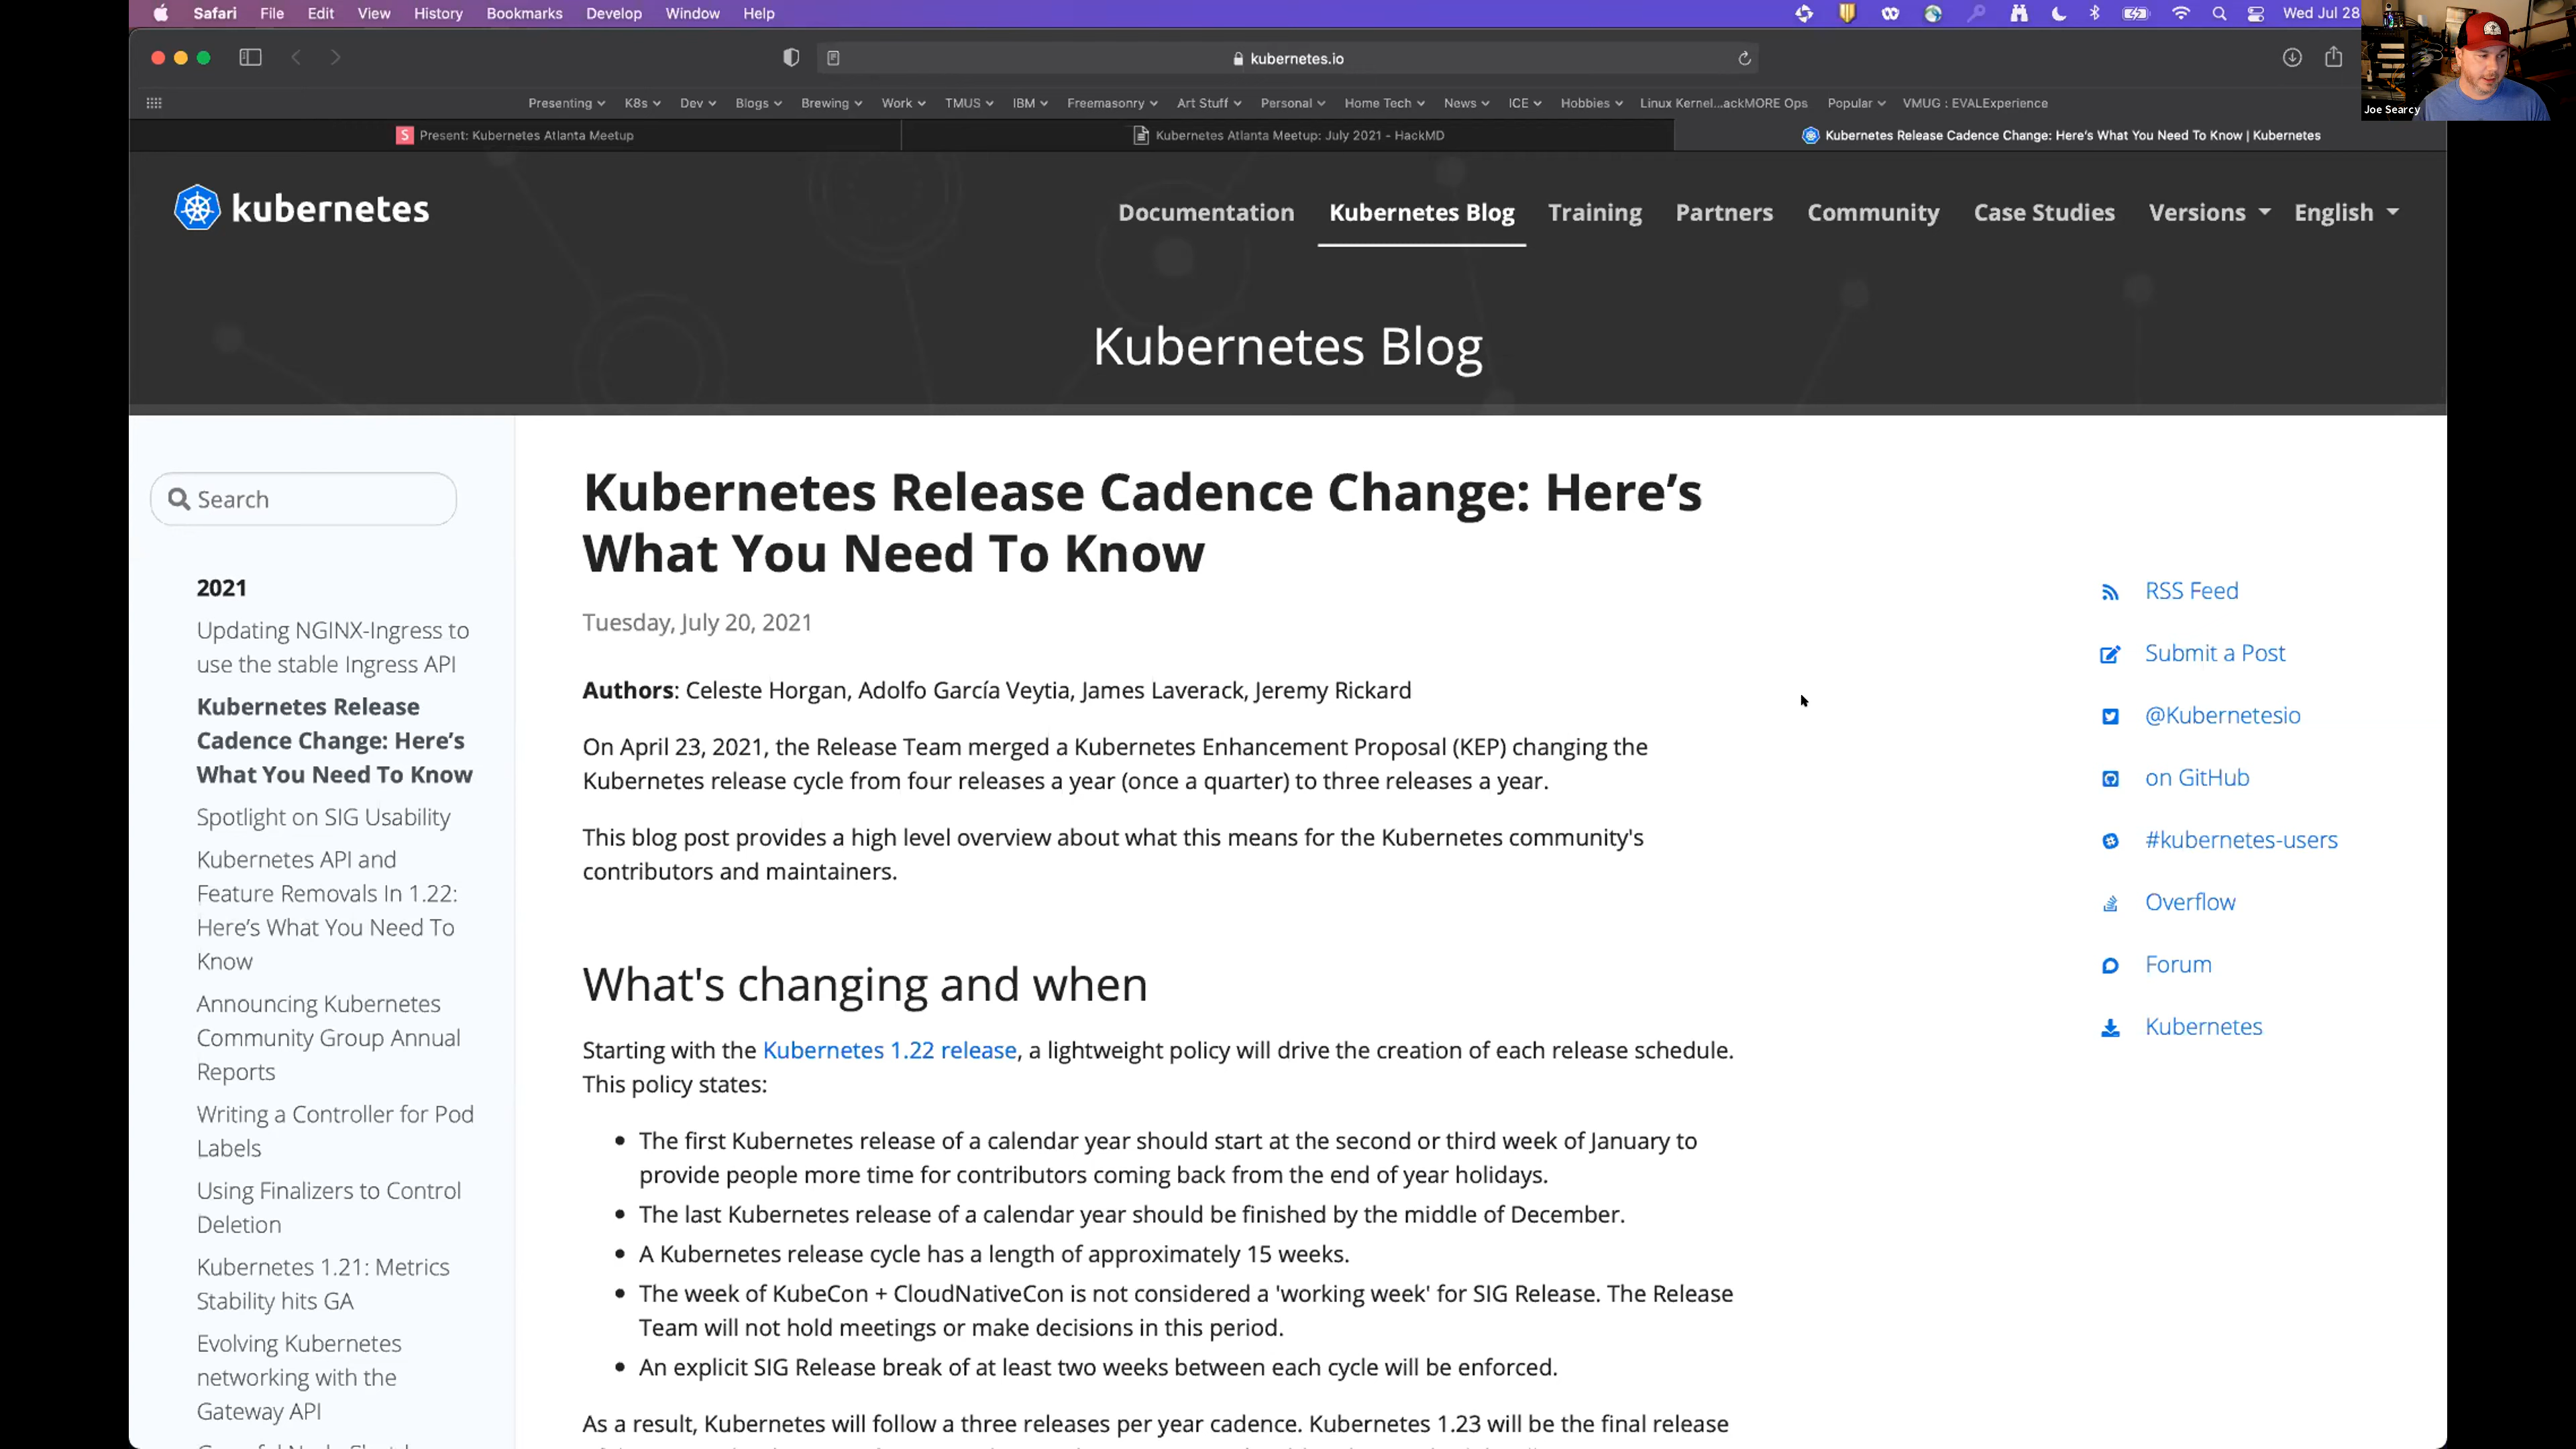 Safari File Edit View History Bookmarks Develop Window Help
Wed Jul 28
kubernetes.io
Presenting K8s Dev Blogs Brewing Work TMUS IBM Freemasonry Art Stuff Personal Home Tech News ICE Hobbies Linux Kernel...ackMORE Ops Popular VMUG : EVALExperience
Joe Searcy
S Present: Kubernetes Atlanta Meetup
Kubernetes Atlanta Meetup: July 2021 - HackMD
Kubernetes Release Cadence Change: Here's What You Need To Know | Kubernetes
kubernetes
Documentation Kubernetes Blog Training Partners Community Case Studies Versions English
Kubernetes Blog
Search
2021
Updating NGINX-Ingress to
use the stable Ingress API
Kubernetes Release
Cadence Change: Here's
What You Need To Know
Spotlight on SIG Usability
Kubernetes API and
Feature Removals In 1.22:
Here's What You Need To
Know
Announcing Kubernetes
Community Group Annual
Reports
Writing a Controller for Pod
Labels
Using Finalizers to Control
Deletion
Kubernetes 1.21: Metrics
Stability hits GA
Evolving Kubernetes
networking with the
Gateway API
Kubernetes Release Cadence Change: Here's
What You Need To Know
Tuesday, July 20, 2021
Authors: Celeste Horgan, Adolfo García Veytia, James Laverack, Jeremy Rickard
On April 23, 2021, the Release Team merged a Kubernetes Enhancement Proposal (KEP) changing the
Kubernetes release cycle from four releases a year (once a quarter) to three releases a year.
This blog post provides a high level overview about what this means for the Kubernetes community's
contributors and maintainers.
What's changing and when
Starting with the Kubernetes 1.22 release, a lightweight policy will drive the creation of each release schedule.
This policy states:
• The first Kubernetes release of a calendar year should start at the second or third week of January to
provide people more time for contributors coming back from the end of year holidays.
• The last Kubernetes release of a calendar year should be finished by the middle of December.
• A Kubernetes release cycle has a length of approximately 15 weeks.
• The week of KubeCon + CloudNativeCon is not considered a 'working week' for SIG Release. The Release
Team will not hold meetings or make decisions in this period.
• An explicit SIG Release break of at least two weeks between each cycle will be enforced.
As a result, Kubernetes will follow a three releases per year cadence. Kubernetes 1.23 will be the final release
RSS Feed
Submit a Post
@Kubernetesio
on GitHub
#kubernetes-users
Overflow
Forum
Kubernetes